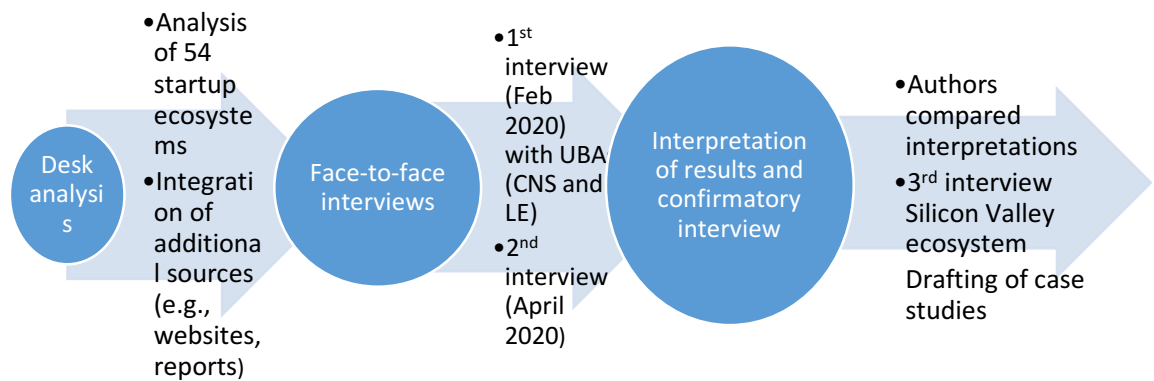 Desk
analysi
s
•Analysis
of 54
startup
ecosyste
ms
•Integrati
on of
additiona
l sources
(e.g.,
websites,
reports)
Face-to-face
interviews
•1st
interview
(Feb
2020)
with UBA
(CNS and
LE)
•2nd
interview
(April
2020)
Interpretation
of results and
confirmatory
interview
•Authors
compared
interpretations
•3rd interview
Silicon Valley
ecosystem
Drafting of case
studies